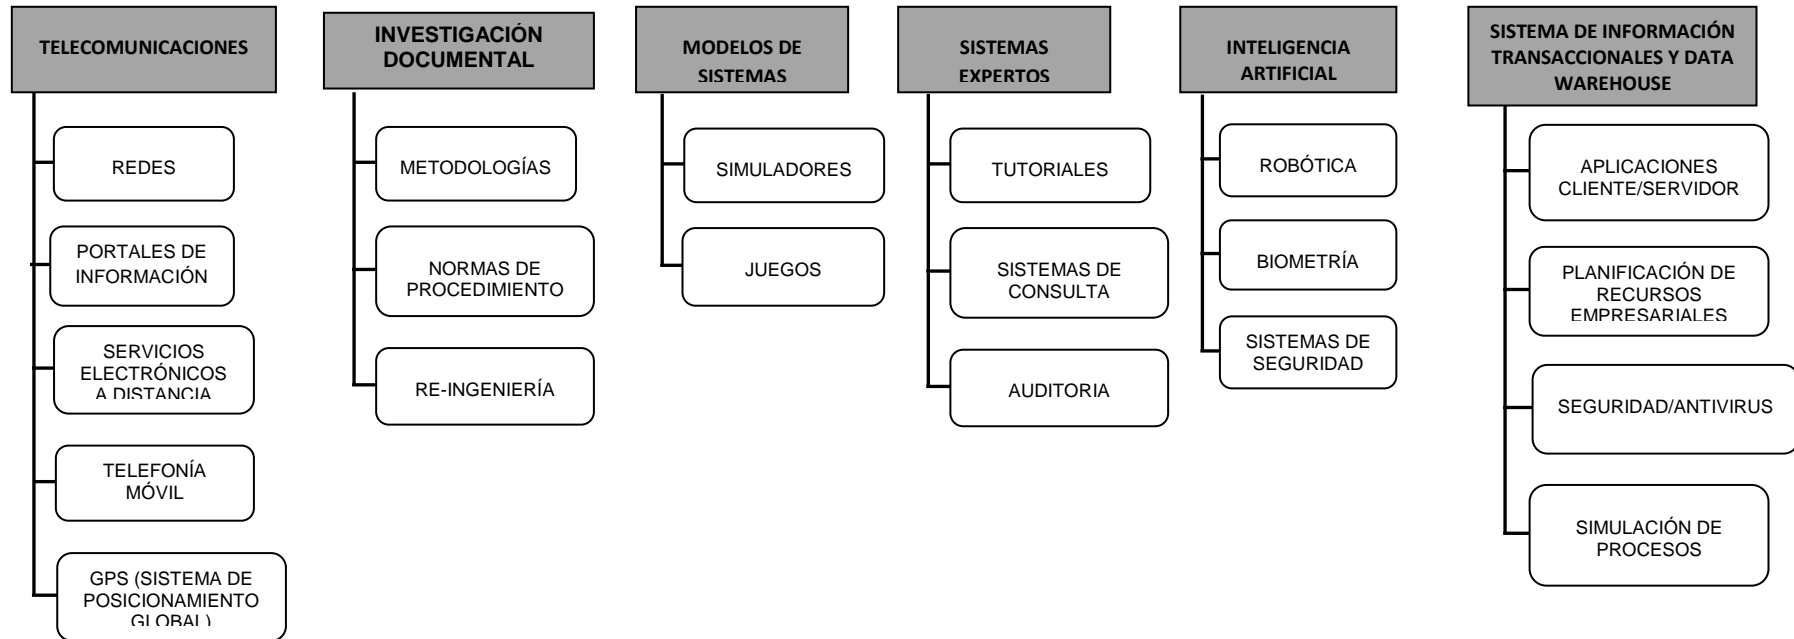 TELECOMUNICACIONES
REDES
PORTALES DE
INFORMACIÓN
SERVICIOS
ELECTRÓNICOS
A DISTANCIA
TELEFONÍA
MÓVIL
GPS (SISTEMA DE
POSICIONAMIENTO
GLOBAL)
INVESTIGACIÓN
DOCUMENTAL
METODOLOGÍAS
NORMAS DE
PROCEDIMIENTO
RE-INGENIERÍA
MODELOS DE
SISTEMAS
SIMULADORES
JUEGOS
SISTEMAS
EXPERTOS
TUTORIALES
SISTEMAS DE
CONSULTA
AUDITORIA
INTELIGENCIA
ARTIFICIAL
ROBÓTICA
BIOMETRÍA
SISTEMAS DE
SEGURIDAD
SISTEMA DE INFORMACIÓN
TRANSACCIONALES Y DATA
WAREHOUSE
APLICACIONES
CLIENTE/SERVIDOR
PLANIFICACIÓN DE
RECURSOS
EMPRESARIALES
SEGURIDAD/ANTIVIRUS
SIMULACIÓN DE
PROCESOS